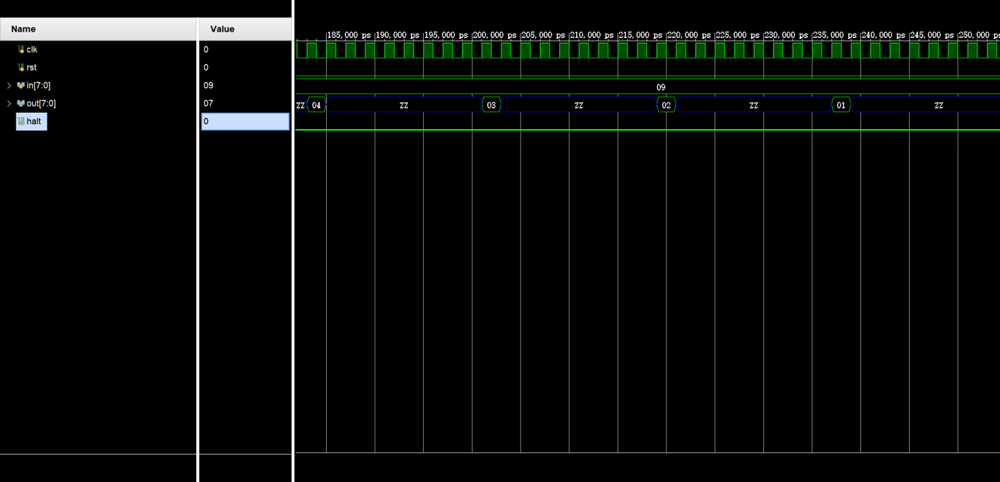 Name Value
185,000 ps 190,000 ps 195,000 ps 200,000 ps 205,000 ps 210,000 ps 215,000 ps 220,000 ps 225,000 ps 230,000 ps 235,000 ps 240,000 ps 245,000 ps 250,000 ps
clk 0
rst 0
in[7:0] 09 09
out[7:0] 07 ZZ 04 ZZ 03 ZZ 02 ZZ 01 ZZ
halt 0